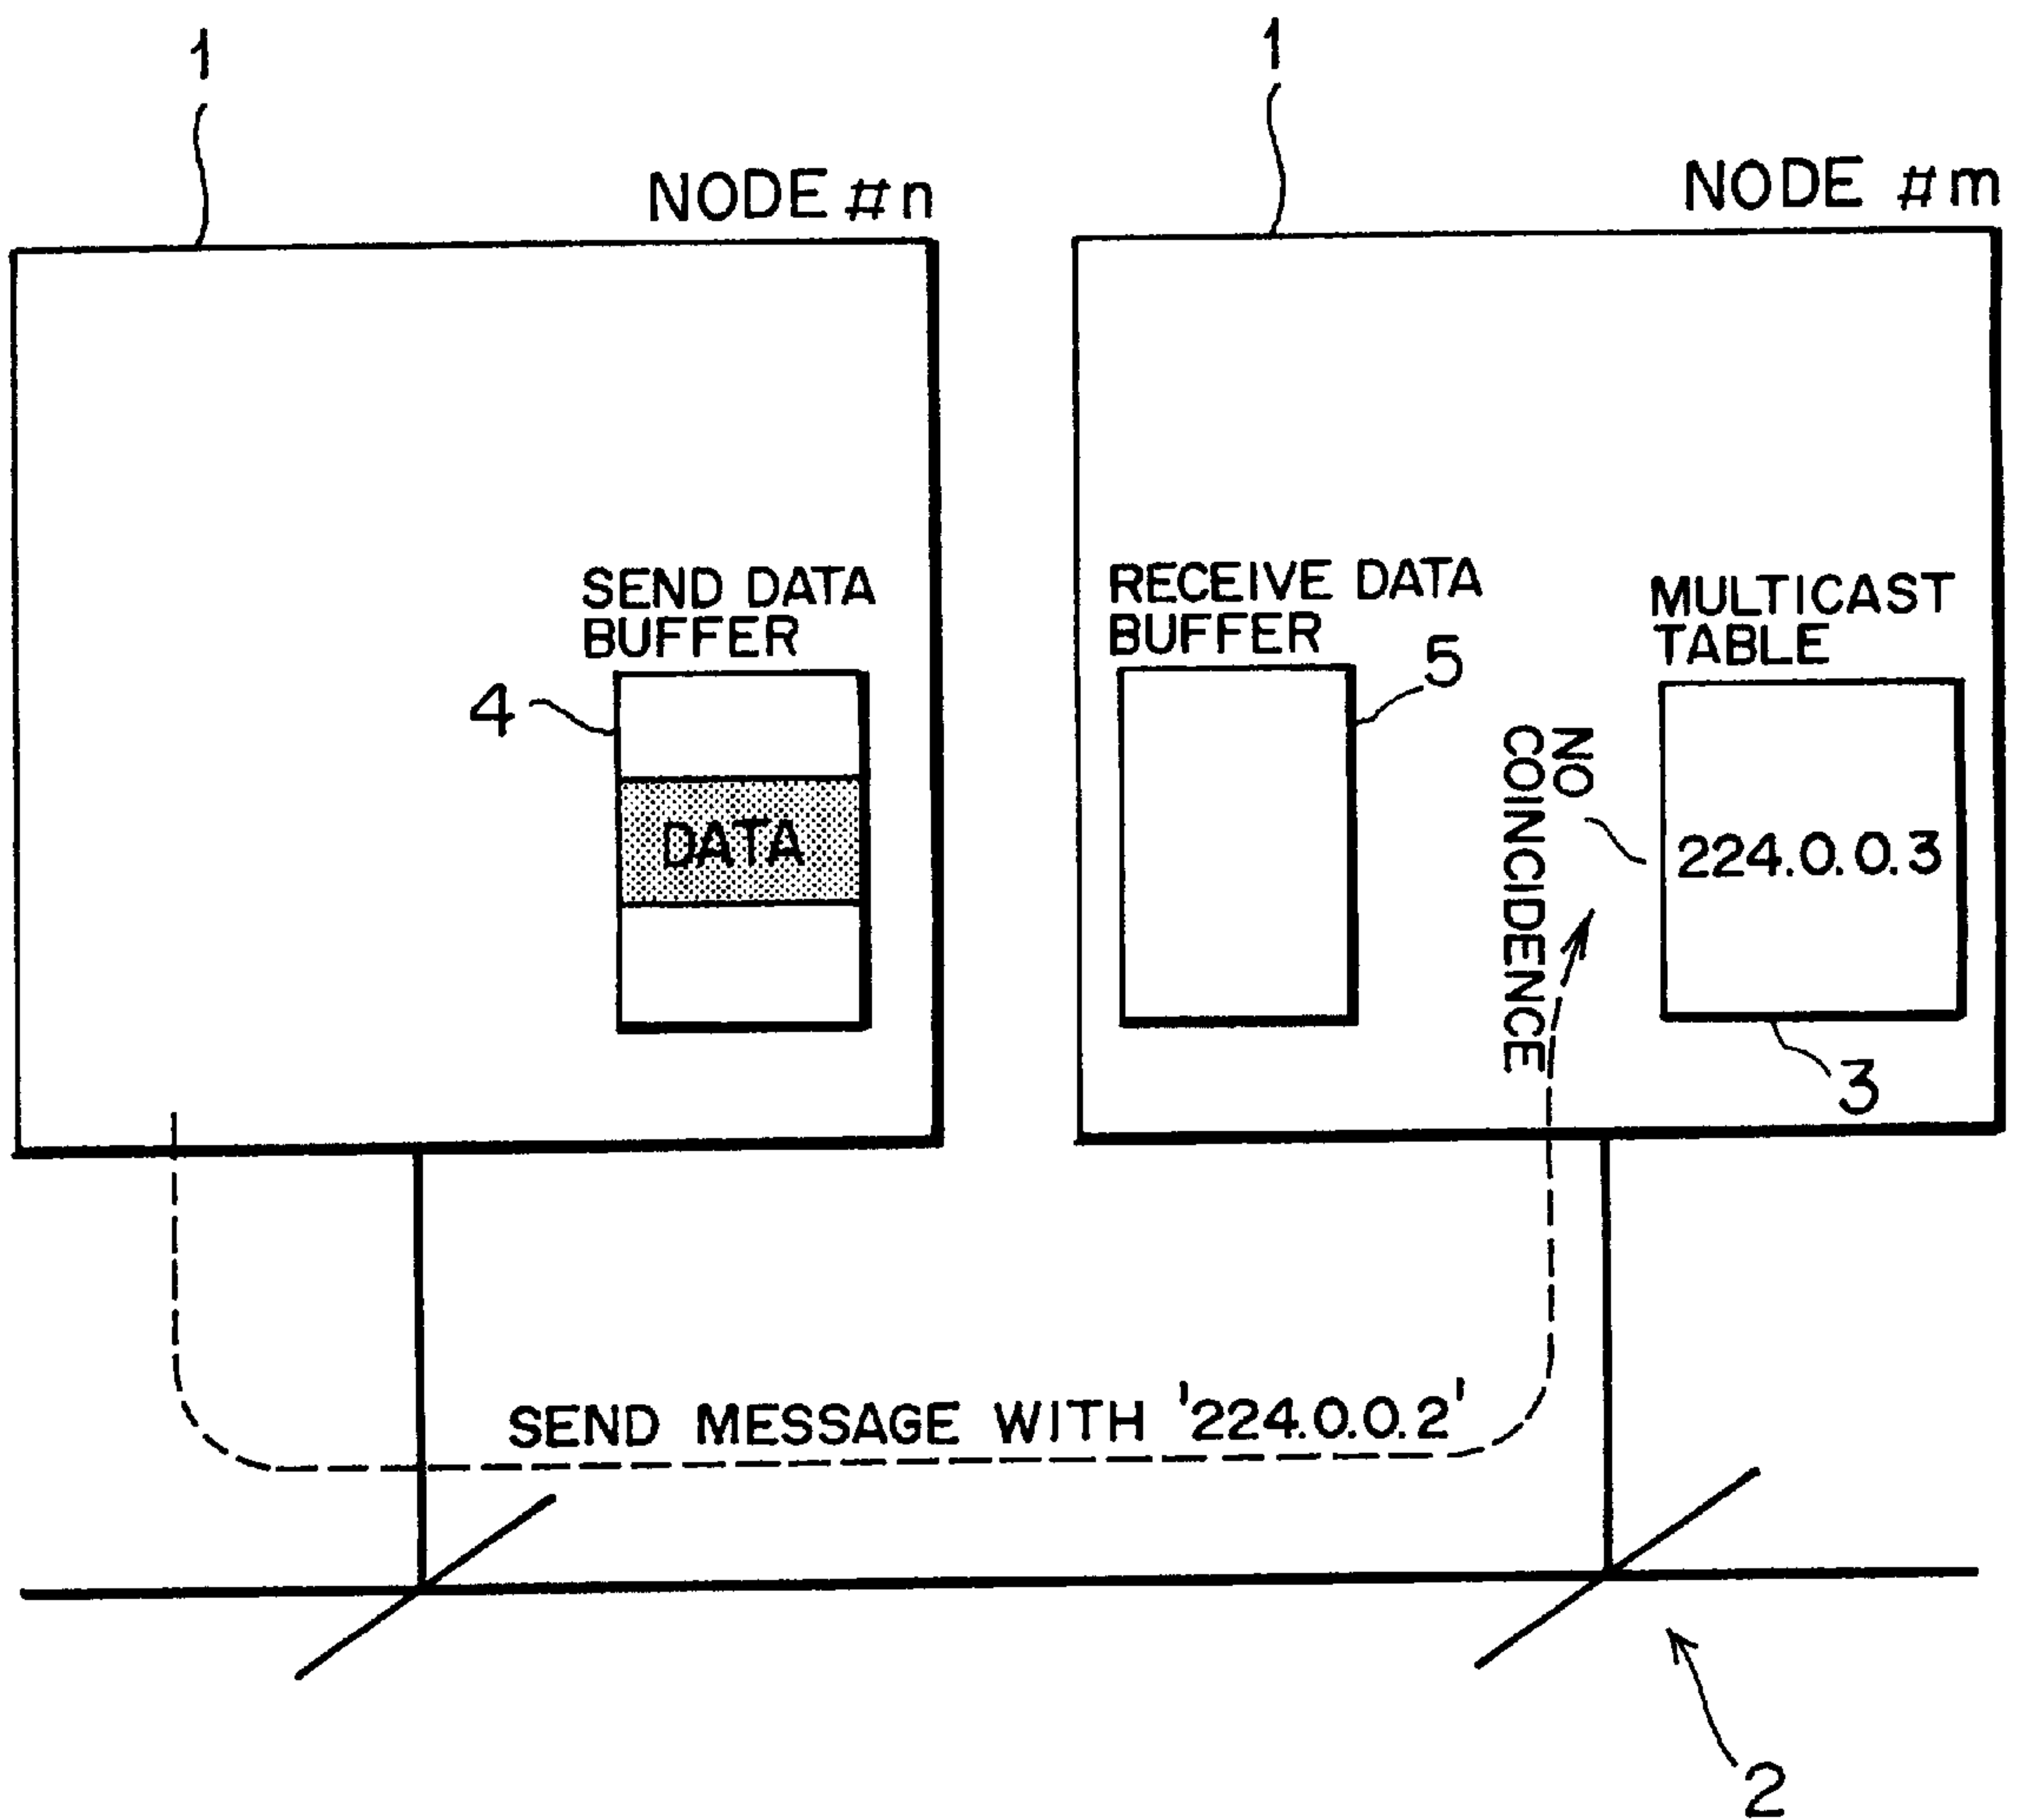 1
1
NODE #n
NODE #m
SEND DATA
BUFFER
4
DATA
RECEIVE DATA
BUFFER
5
MULTICAST
TABLE
NO
COINCIDENCE
224.0.0.3
3
SEND MESSAGE WITH '224.0.0.2'
2